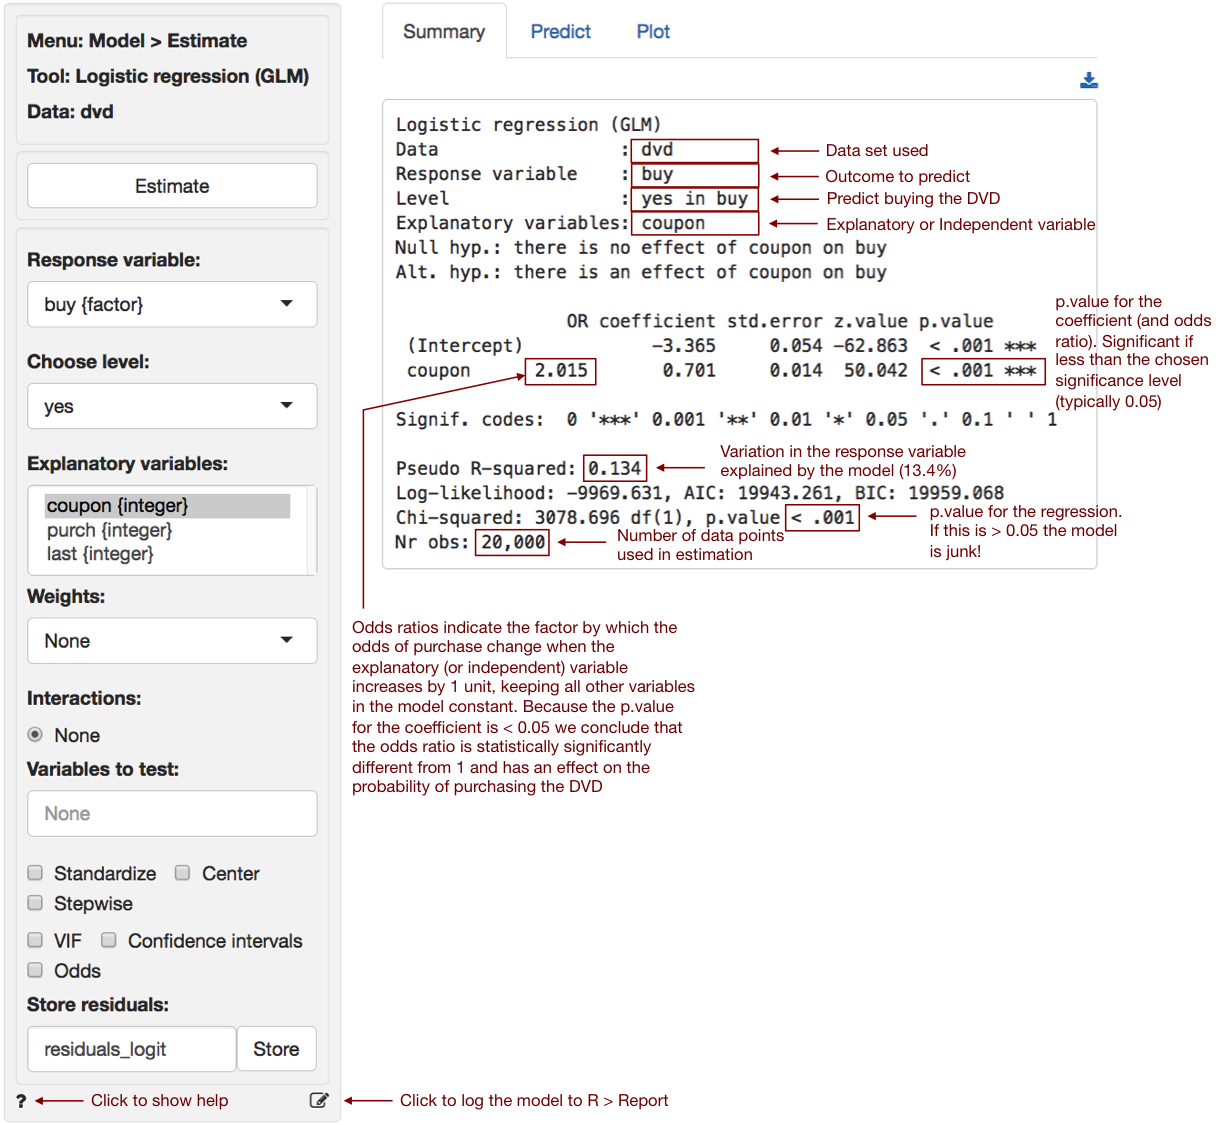 Menu: Model > Estimate
Tool: Logistic regression (GLM)
Data: dvd
Estimate
Response variable:
buy {factor}
Choose level:
yes
Explanatory variables:
coupon {integer}
purch {integer}
last {integer}
Weights:
None
Interactions:
None
Variables to test:
None
Standardize Center
Stepwise
VIF Confidence intervals
Odds
Store residuals:
residuals_logit Store
? Click to show help
Click to log the model to R > Report
Summary Predict Plot
Logistic regression (GLM)
Data : dvd
Data set used
Response variable : buy
Outcome to predict
Level : yes in buy
Predict buying the DVD
Explanatory variables: coupon
Explanatory or Independent variable
Null hyp.: there is no effect of coupon on buy
Alt. hyp.: there is an effect of coupon on buy
OR coefficient std.error z.value p.value
(Intercept) -3.365 0.054 -62.863 < .001 ***
coupon 2.015 0.701 0.014 50.042 < .001 ***
p.value for the
coefficient (and odds
ratio). Significant if
less than the chosen
significance level
(typically 0.05)
Signif. codes: 0 '***' 0.001 '**' 0.01 '*' 0.05 '.' 0.1 ' ' 1
Pseudo R-squared: 0.134
Variation in the response variable
explained by the model (13.4%)
Log-likelihood: -9969.631, AIC: 19943.261, BIC: 19959.068
Chi-squared: 3078.696 df(1), p.value < .001
p.value for the regression.
If this is > 0.05 the model
is junk!
Nr obs: 20,000
Number of data points
used in estimation
Odds ratios indicate the factor by which the
odds of purchase change when the
explanatory (or independent) variable
increases by 1 unit, keeping all other variables
in the model constant. Because the p.value
for the coefficient is < 0.05 we conclude that
the odds ratio is statistically significantly
different from 1 and has an effect on the
probability of purchasing the DVD